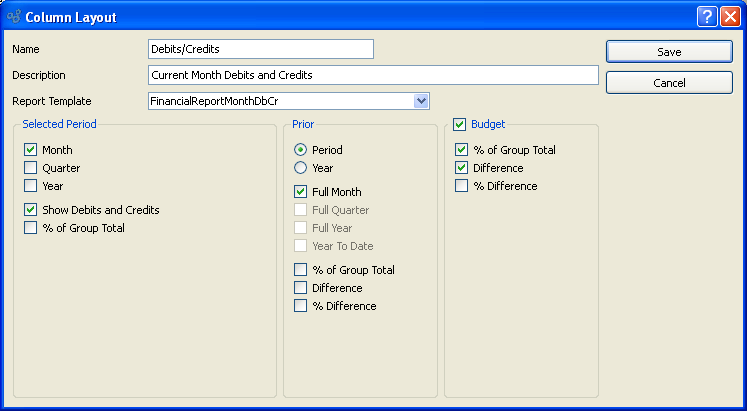 Column Layout
Name
Debits/Credits
Save
Description
Current Month Debits and Credits
Cancel
Report Template
FinancialReportMonthDbCr
Selected Period
Month
Quarter
Year
Show Debits and Credits
% of Group Total
Prior
Period
Year
Full Month
Full Quarter
Full Year
Year To Date
% of Group Total
Difference
% Difference
Budget
% of Group Total
Difference
% Difference